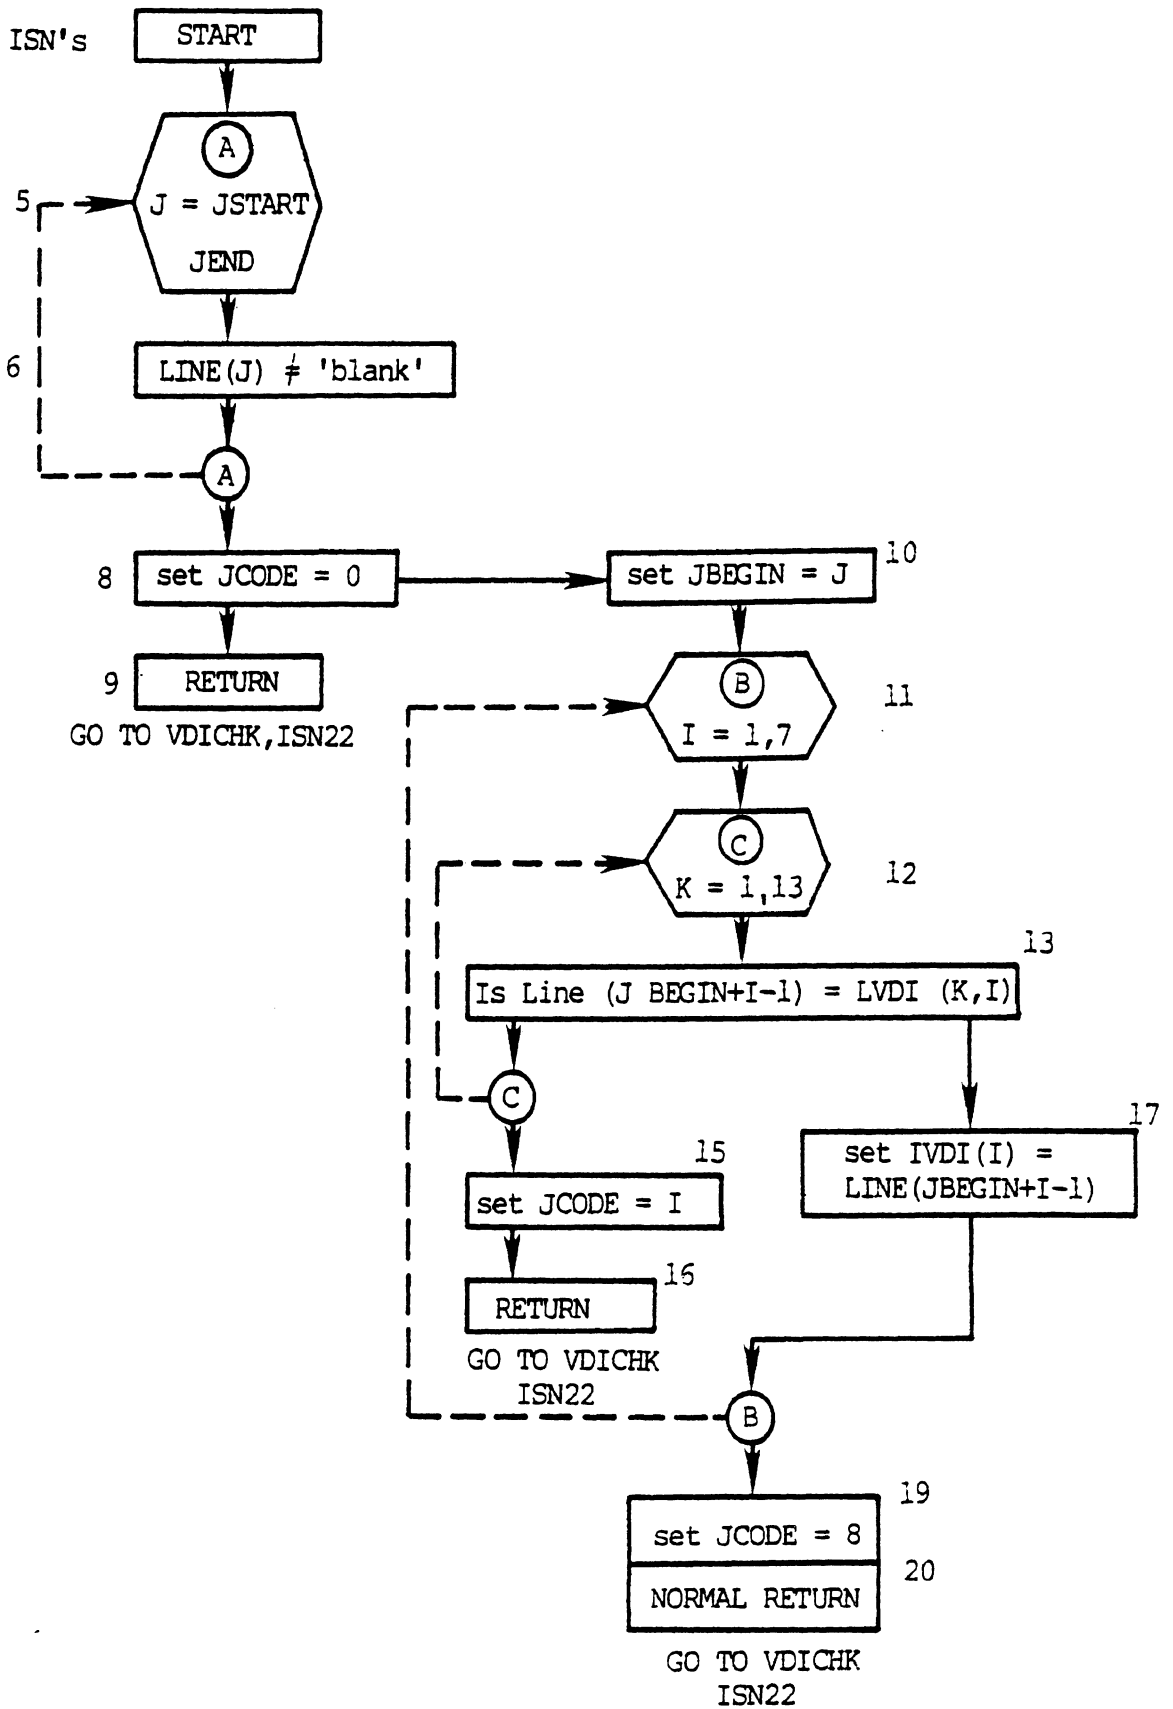 ISN's
START
A
5
J = JSTART
JEND
6
LINE(J) ≠ 'blank'
A
8
set JCODE = 0
10
set JBEGIN = J
9
RETURN
GO TO VDICHK,ISN22
B
11
I = 1,7
C
12
K = 1,13
13
Is Line (J BEGIN+I-1) = LVDI (K,I)
C
17
set IVDI(I) =
LINE(JBEGIN+I-1)
15
set JCODE = I
16
RETURN
GO TO VDICHK
ISN22
B
19
set JCODE = 8
20
NORMAL RETURN
GO TO VDICHK
ISN22